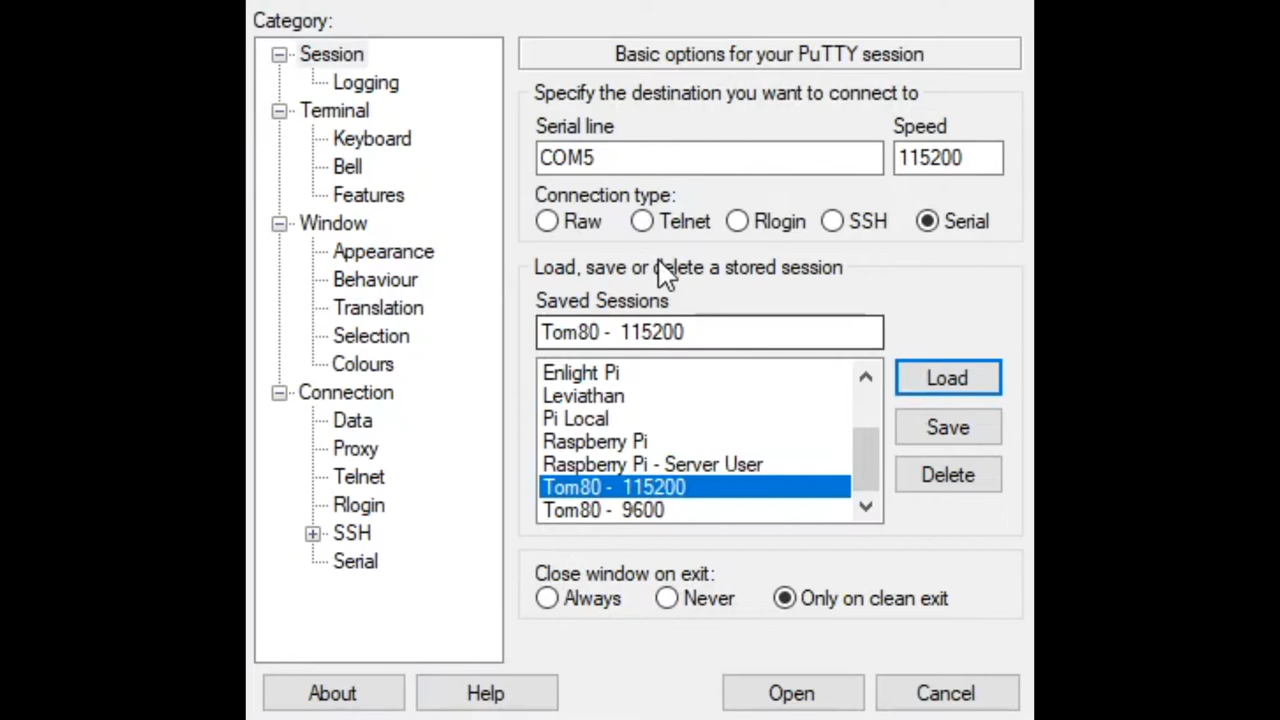 Category:
Session
Logging
Terminal
Keyboard
Bell
Features
Window
Appearance
Behaviour
Translation
Selection
Colours
Connection
Data
Proxy
Telnet
Rlogin
SSH
Serial
Basic options for your PuTTY session
Specify the destination you want to connect to
Serial line Speed
COM5 115200
Connection type:
Raw Telnet Rlogin SSH Serial
Load, save or delete a stored session
Saved Sessions
Tom80 - 115200
Enlight Pi
Leviathan
Pi Local
Raspberry Pi
Raspberry Pi - Server User
Tom80 - 115200
Tom80 - 9600
Load
Save
Delete
Close window on exit:
Always Never Only on clean exit
About Help Open Cancel